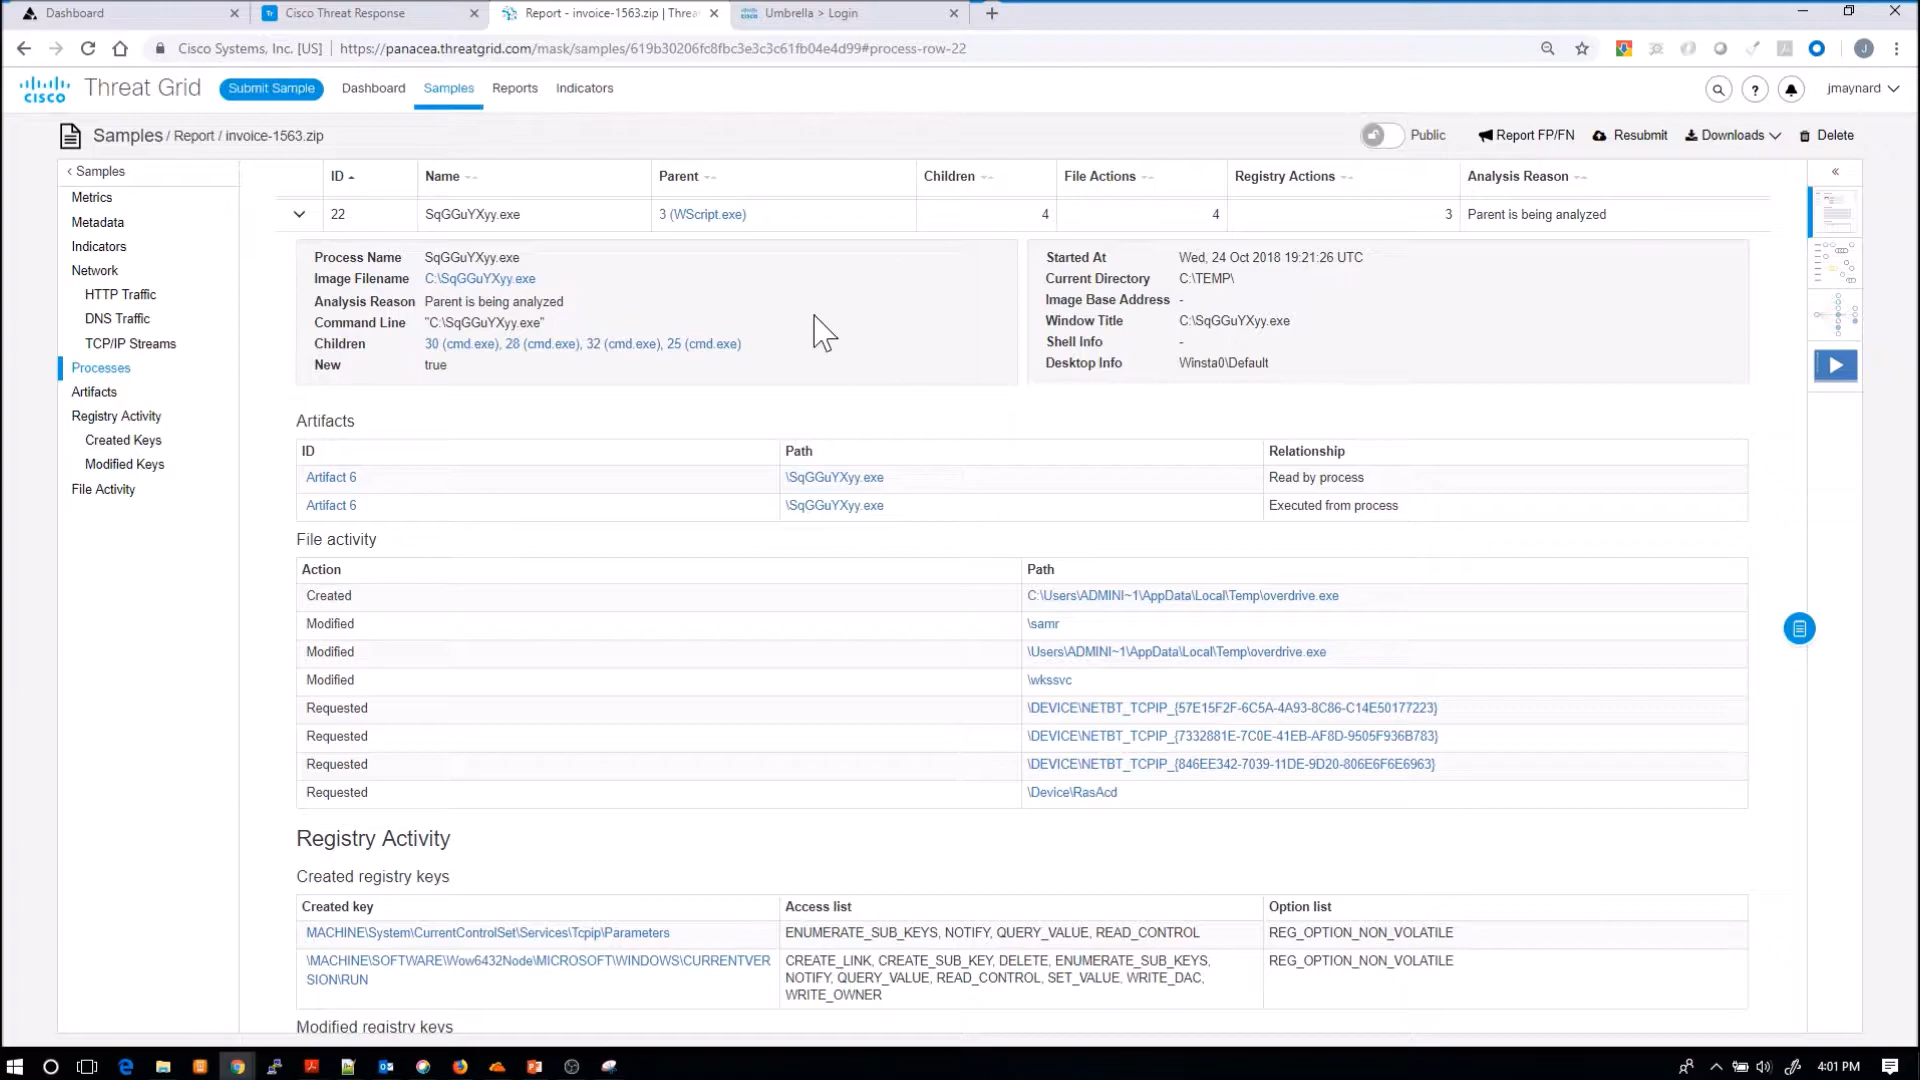 Dashboard
Cisco Threat Response
Report - invoice-1563.zip | Threa
Umbrella > Login
Cisco Systems, Inc. [US]
https://panacea.threatgrid.com/mask/samples/619b30206fc8fbc3e3c3c61fb04e4d99#process-row-22
J
CISCO
Threat Grid
Submit Sample
Dashboard
Samples
Reports
Indicators
?
jmaynard
Samples / Report / invoice-1563.zip
Public
Report FP/FN
Resubmit
Downloads
Delete
< Samples
Metrics
Metadata
Indicators
Network
HTTP Traffic
DNS Traffic
TCP/IP Streams
Processes
Artifacts
Registry Activity
Created Keys
Modified Keys
File Activity
ID Name Parent Children File Actions Registry Actions Analysis Reason
22 SqGGuYXyy.exe 3 (WScript.exe) 4 4 3 Parent is being analyzed
Process Name SqGGuYXyy.exe
Image Filename C:\SqGGuYXyy.exe
Analysis Reason Parent is being analyzed
Command Line "C:\SqGGuYXyy.exe"
Children 30 (cmd.exe), 28 (cmd.exe), 32 (cmd.exe), 25 (cmd.exe)
New true
Started At Wed, 24 Oct 2018 19:21:26 UTC
Current Directory C:\TEMP\
Image Base Address -
Window Title C:\SqGGuYXyy.exe
Shell Info -
Desktop Info Winsta0\Default
Artifacts
ID Path Relationship
Artifact 6 \SqGGuYXyy.exe Read by process
Artifact 6 \SqGGuYXyy.exe Executed from process
File activity
Action Path
Created C:\Users\ADMINI~1\AppData\Local\Temp\overdrive.exe
Modified \samr
Modified \Users\ADMINI~1\AppData\Local\Temp\overdrive.exe
Modified \wkssvc
Requested \DEVICE\NETBT_TCPIP_{57E15F2F-6C5A-4A93-8C86-C14E50177223}
Requested \DEVICE\NETBT_TCPIP_{7332881E-7C0E-41EB-AF8D-9505F936B783}
Requested \DEVICE\NETBT_TCPIP_{846EE342-7039-11DE-9D20-806E6F6E6963}
Requested \Device\RasAcd
Registry Activity
Created registry keys
Created key Access list Option list
MACHINE\System\CurrentControlSet\Services\Tcpip\Parameters ENUMERATE_SUB_KEYS, NOTIFY, QUERY_VALUE, READ_CONTROL REG_OPTION_NON_VOLATILE
\MACHINE\SOFTWARE\Wow6432Node\MICROSOFT\WINDOWS\CURRENTVER
SION\RUN
CREATE_LINK, CREATE_SUB_KEY, DELETE, ENUMERATE_SUB_KEYS,
NOTIFY, QUERY_VALUE, READ_CONTROL, SET_VALUE, WRITE_DAC,
WRITE_OWNER
REG_OPTION_NON_VOLATILE
Modified registry keys
4:01 PM